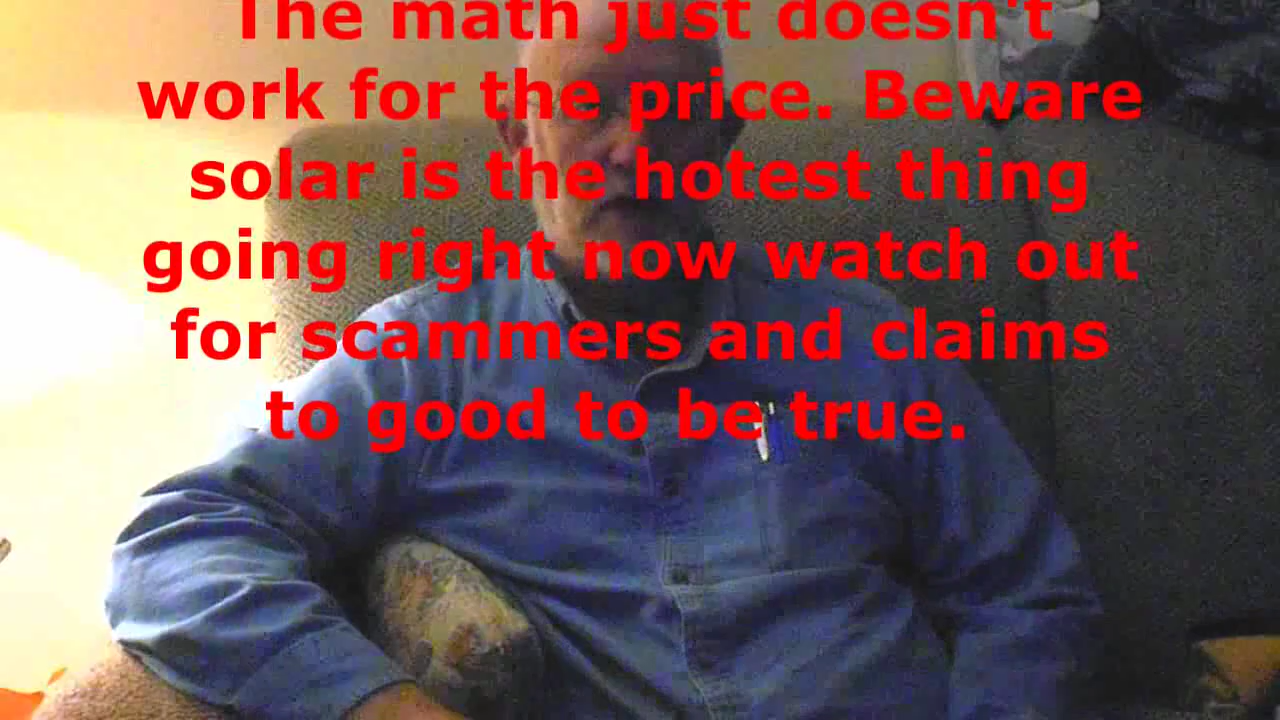 The math just doesn't
work for the price. Beware
solar is the hotest thing
going right now watch out
for scammers and claims
to good to be true.